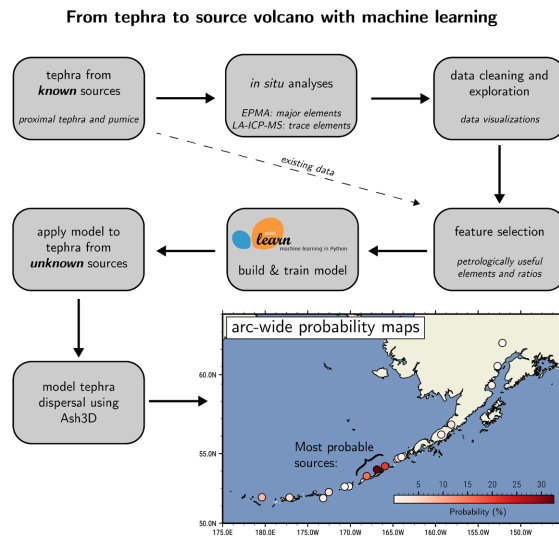 From tephra to source volcano with machine learning
tephra from
known sources
proximal tephra and pumice
in situ analyses
EPMA: major elements
LA-ICP-MS: trace elements
data cleaning and
exploration
data visualizations
existing data
apply model to
tephra from
unknown sources
learn
machine learning in Python
build & train model
feature selection
petrologically useful
elements and ratios
model tephra
dispersal using
Ash3D
arc-wide probability maps
60.0N
55.0N
50.0N
Most probable
sources:
5 10 15 20 25 30
Probability (%)
175.0E 180.0W 175.0W 170.0W 165.0W 160.0W 155.0W 150.0W